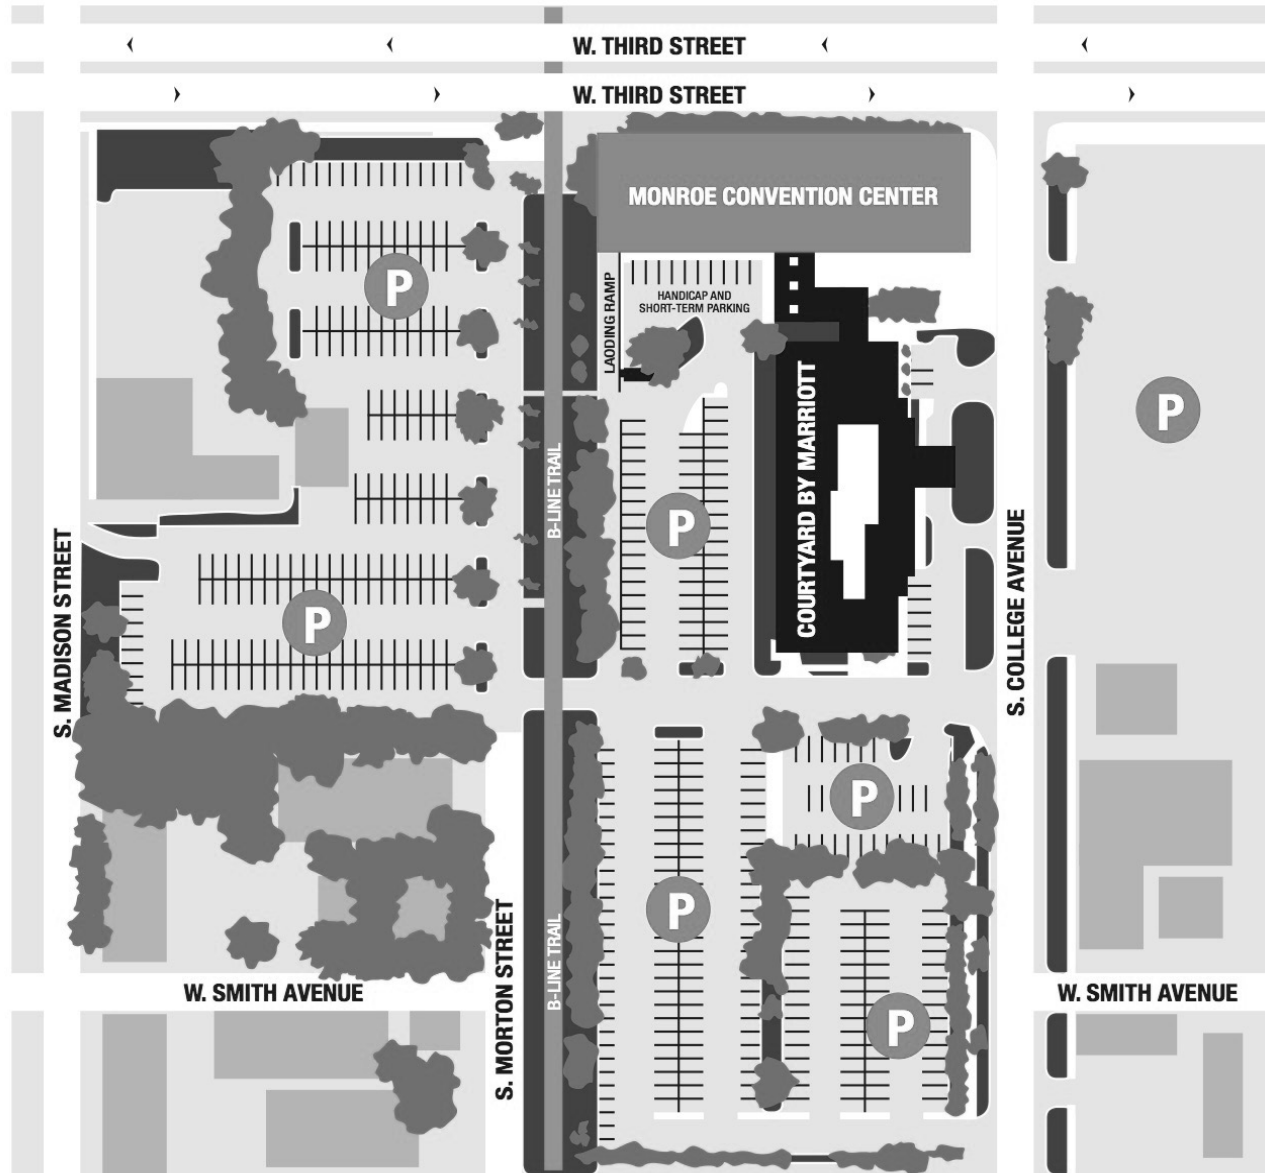 W. THIRD STREET
W. THIRD STREET
MONROE CONVENTION CENTER
P
LAODING RAMP
HANDICAP AND
SHORT-TERM PARKING
P
COURTYARD BY MARRIOTT
B-LINE TRAIL
P
P
S. MADISON STREET
S. COLLEGE AVENUE
P
P
P
S. MORTON STREET
B-LINE TRAIL
W. SMITH AVENUE
W. SMITH AVENUE
P